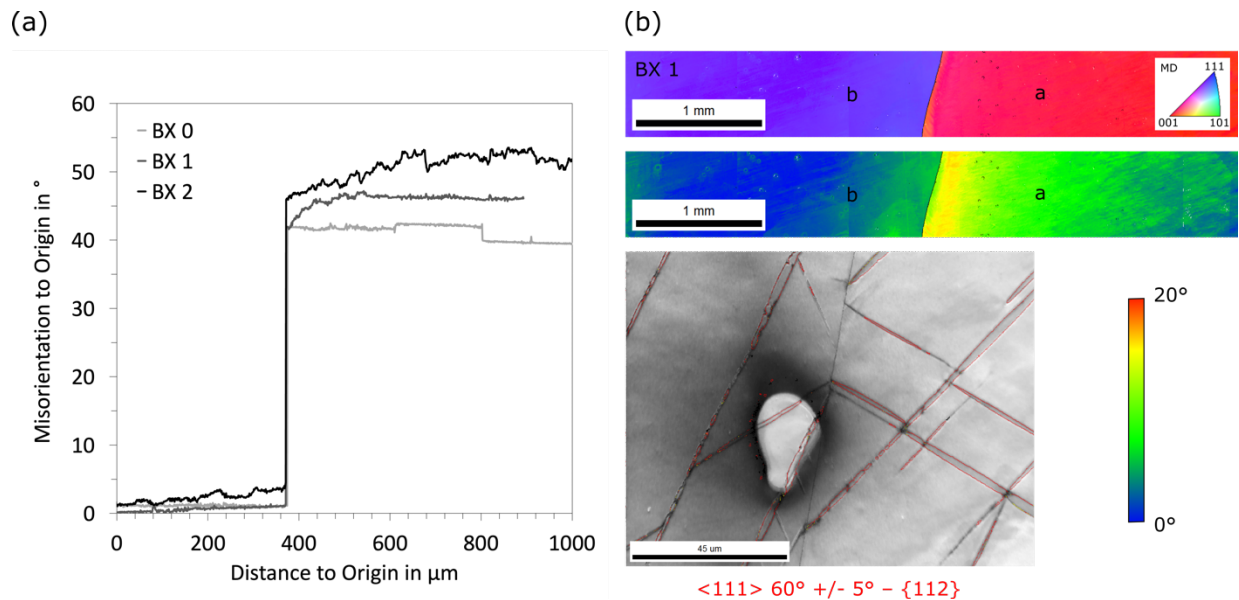 (a)
60
50
40
30
20
10
0
Misorientation to Origin in °
BX 0
BX 1
BX 2
0 200 400 600 800 1000
Distance to Origin in µm
(b)
BX 1
b
a
MD
111
001
101
1 mm
b
a
1 mm
45 um
20°
0°
<111> 60° +/- 5° – {112}